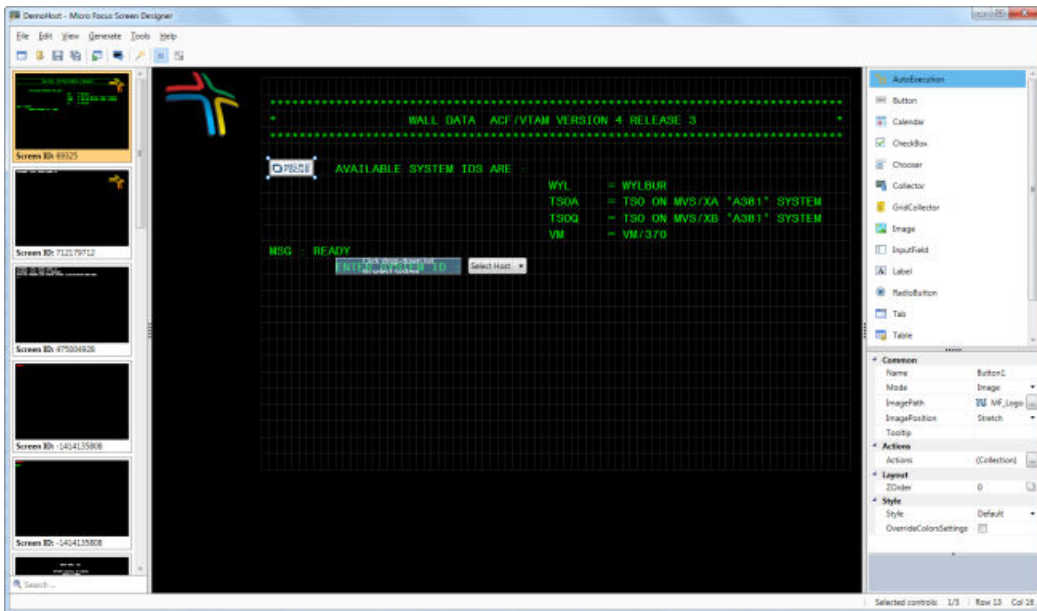 DemoHost - Micro Focus Screen Designer
File Edit View Generate Tools Help
Screen ID: 69325
Screen ID: 712179712
Screen ID: 475004928
Screen ID: -1414135808
Screen ID: -1414135808
Search ...
WALL DATA ACF/VTAM VERSION 4 RELEASE 3
AVAILABLE SYSTEM IDS ARE :
WYL = WYLBUR
TSOA = TSO ON MVS/XA "A381" SYSTEM
TSOQ = TSO ON MVS/XB "A381" SYSTEM
VM = VM/370
MSG : READY
ENTER SYSTEM ID
Select Host
AutoExecution
Button
Calendar
CheckBox
Chooser
Collector
GridCollector
Image
InputField
Label
RadioButton
Tab
Table
Common
Name Button1
Mode Image
ImagePath MF_Logo
ImagePosition Stretch
Tooltip
Actions
Actions (Collection)
Layout
ZOrder 0
Style
Style Default
OverrideColorsSettings
Selected controls: 1/3 Row 13 Col 18